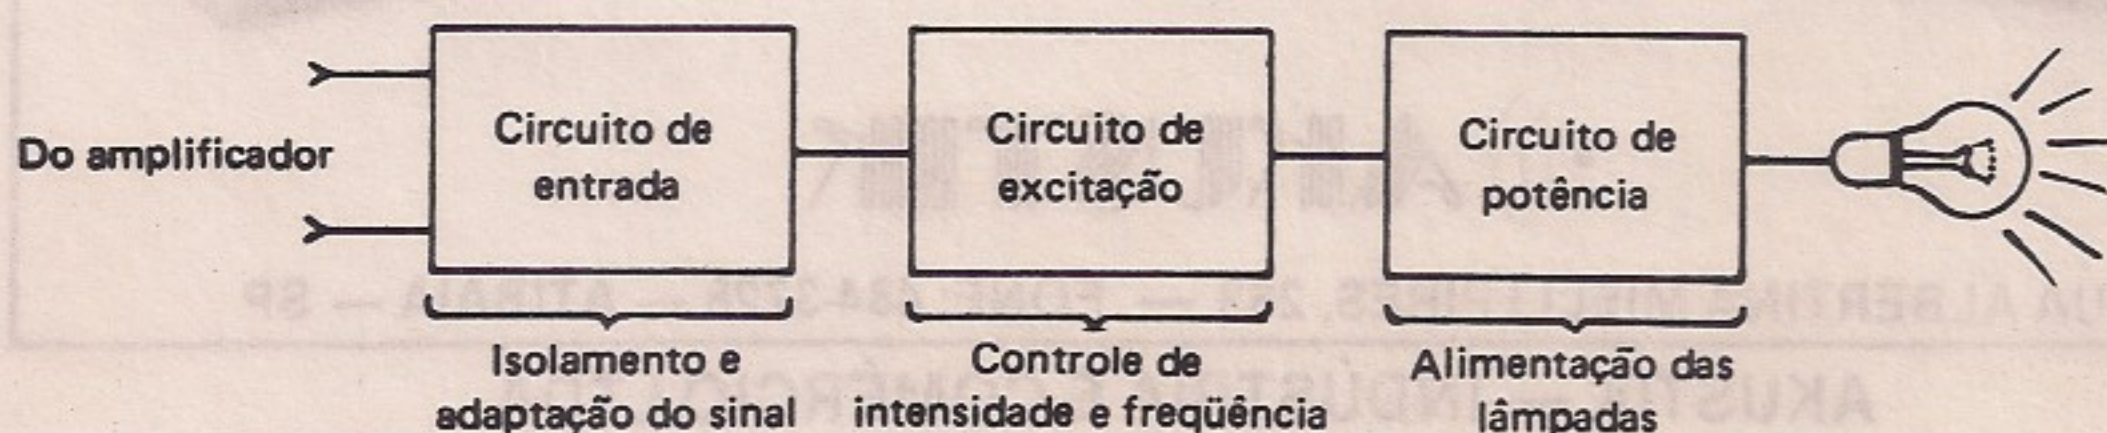 Do amplificador
Circuito de
entrada
Circuito de
excitação
Circuito de
potência
Isolamento e
adaptação do sinal
Controle de
intensidade e freqüência
Alimentação das
lâmpadas